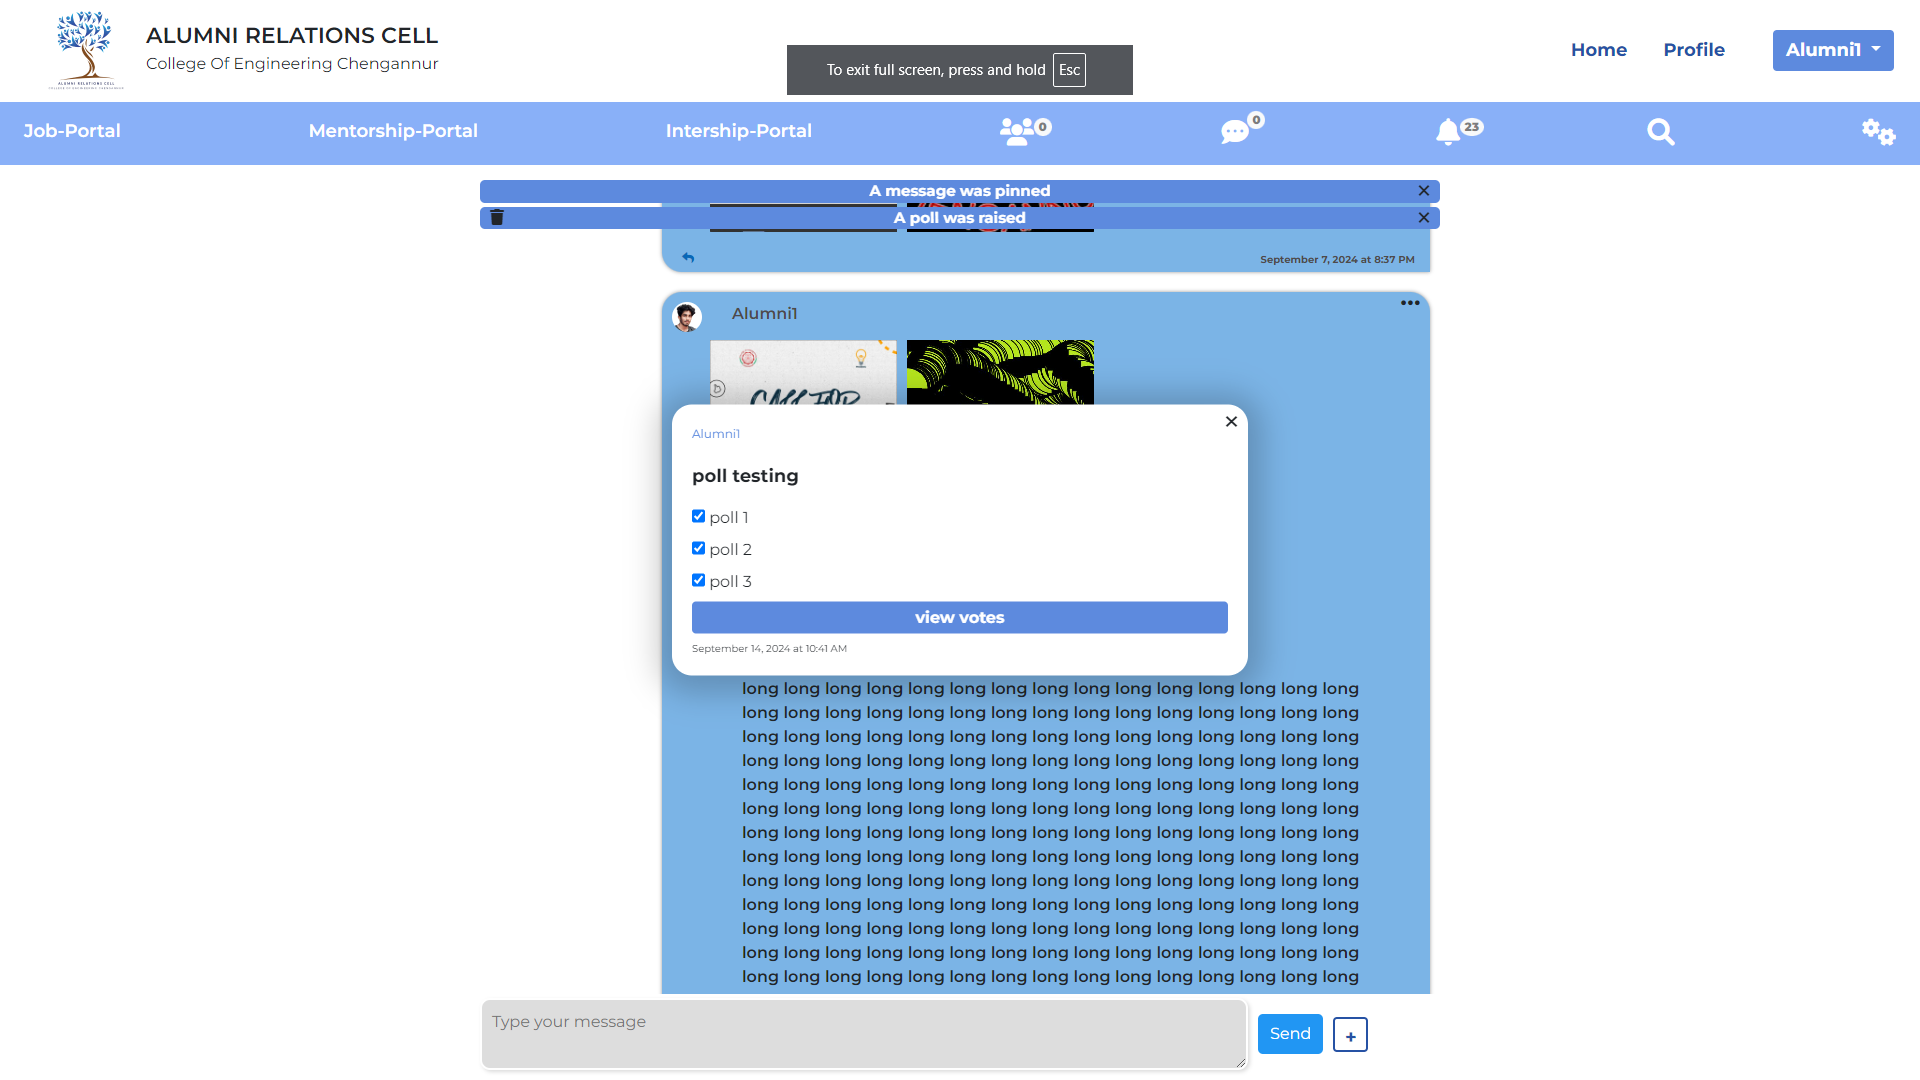 ALUMNI RELATIONS CELL
College Of Engineering Chengannur
ALUMNI RELATIONS CELL
COLLEGE OF ENGINEERING CHENGANNUR
To exit full screen, press and hold Esc
Home Profile Alumni1
Job-Portal Mentorship-Portal Intership-Portal 0 0 23
A message was pinned
A poll was raised
September 7, 2024 at 8:37 PM
Alumni1
CALL FOR
Alumni1
poll testing
poll 1
poll 2
poll 3
view votes
September 14, 2024 at 10:41 AM
long long long long long long long long long long long long long long long
long long long long long long long long long long long long long long long
long long long long long long long long long long long long long long long
long long long long long long long long long long long long long long long
long long long long long long long long long long long long long long long
long long long long long long long long long long long long long long long
long long long long long long long long long long long long long long long
long long long long long long long long long long long long long long long
long long long long long long long long long long long long long long long
long long long long long long long long long long long long long long long
long long long long long long long long long long long long long long long
long long long long long long long long long long long long long long long
long long long long long long long long long long long long long long long
Type your message
Send +